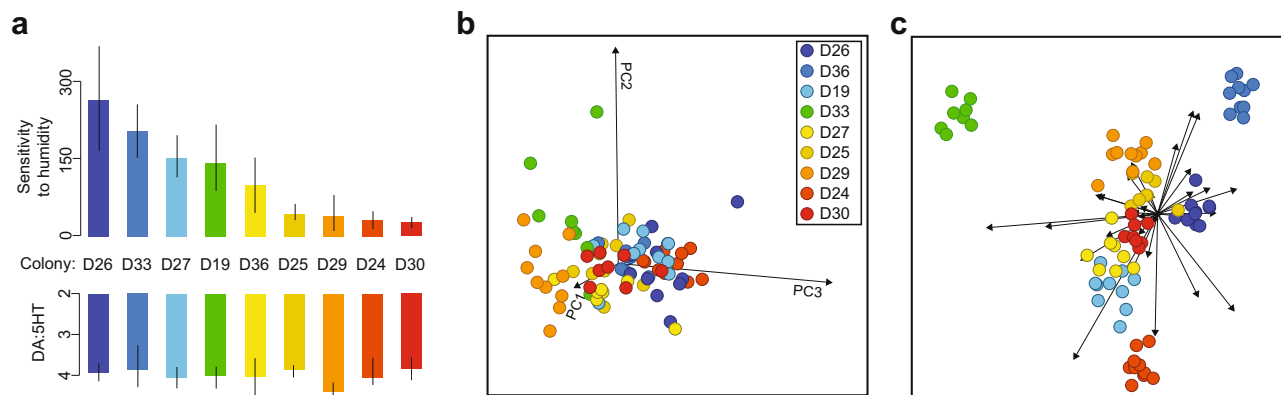 a
Sensitivity
to humidity
300
150
0
Colony: D26 D33 D27 D19 D36 D25 D29 D24 D30
DA:5HT
2
3
4
b
PC2
PC1
PC3
D26
D36
D19
D33
D27
D25
D29
D24
D30
c